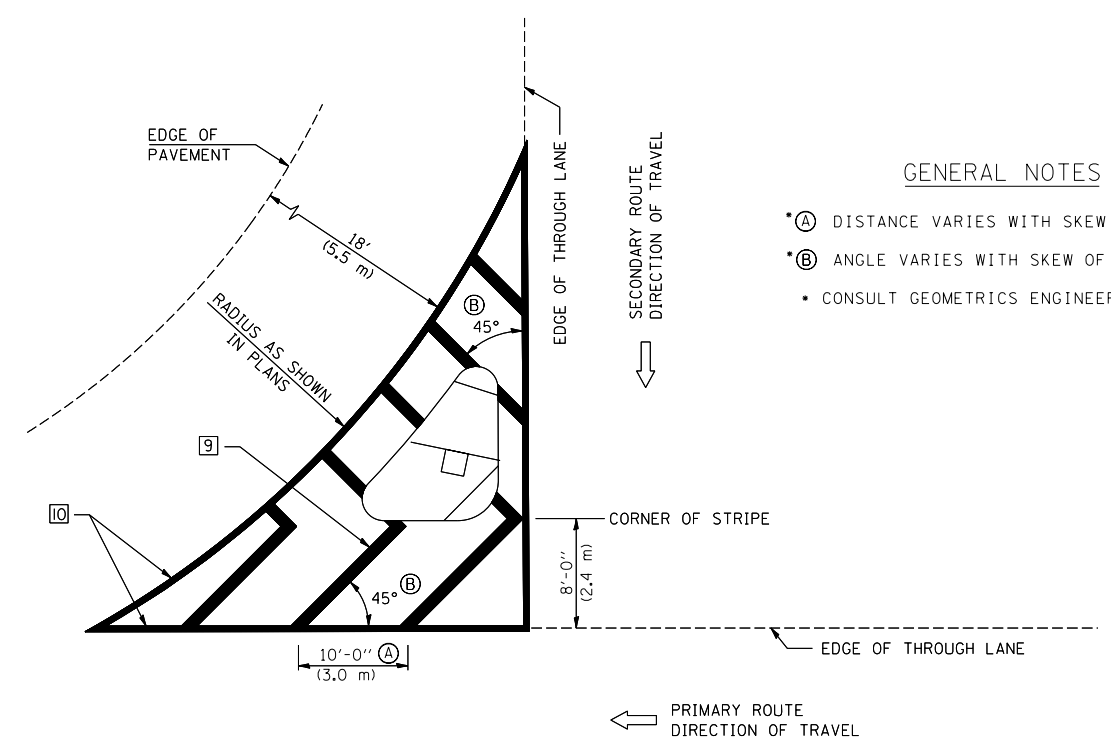 EDGE OF
PAVEMENT
18'
(5.5 m)
RADIUS AS SHOWN
IN PLANS
9
10
B
45°
45° B
EDGE OF THROUGH LANE
SECONDARY ROUTE
DIRECTION OF TRAVEL
GENERAL NOTES
*A DISTANCE VARIES WITH SKEW
*B ANGLE VARIES WITH SKEW OF
* CONSULT GEOMETRICS ENGINEER
CORNER OF STRIPE
8'-0"
(2.4 m)
10'-0" A
(3.0 m)
EDGE OF THROUGH LANE
PRIMARY ROUTE
DIRECTION OF TRAVEL